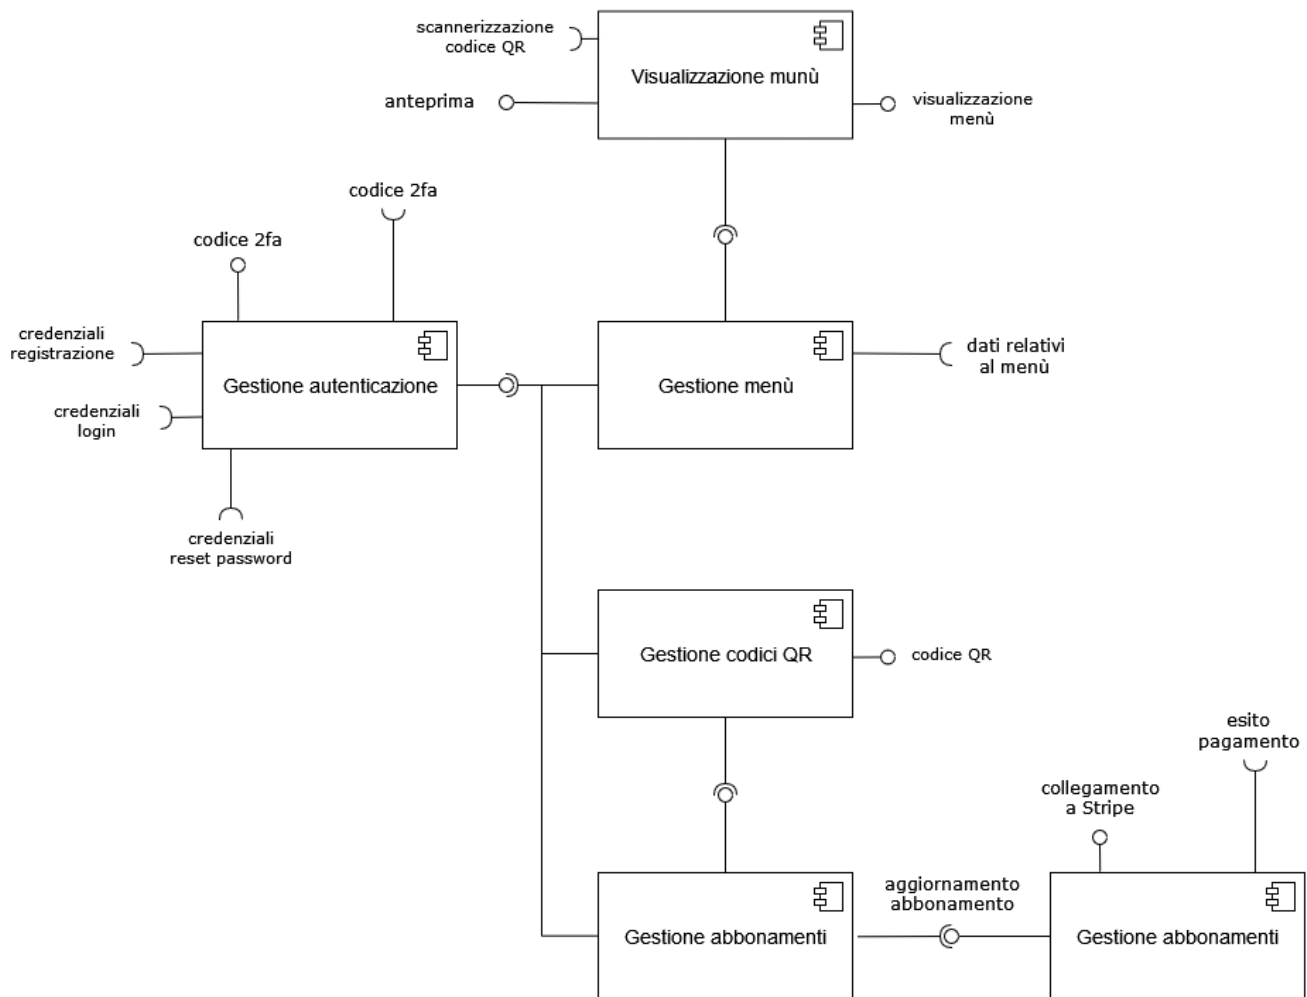 scannerizzazione
codice QR
Visualizzazione munù
anteprima
visualizzazione
menù
codice 2fa
codice 2fa
credenziali
registrazione
Gestione autenticazione
Gestione menù
dati relativi
al menù
credenziali
login
credenziali
reset password
Gestione codici QR
codice QR
esito
pagamento
collegamento
a Stripe
aggiornamento
abbonamento
Gestione abbonamenti
Gestione abbonamenti